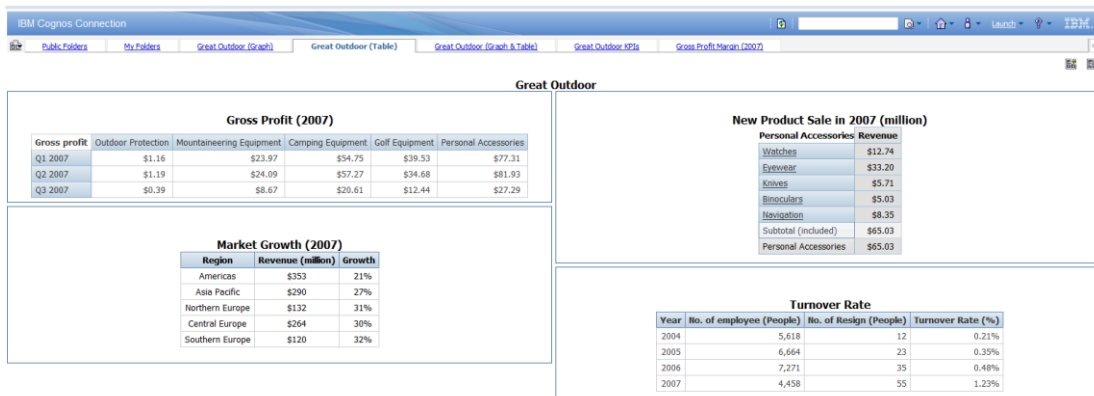 IBM Cognos Connection
Launch
IBM
Public Folders My Folders Great Outdoor (Graph) Great Outdoor (Table) Great Outdoor (Graph & Table) Great Outdoor KPIs Gross Profit Margin (2007)
Great Outdoor
Gross Profit (2007)
Gross profit Outdoor Protection Mountaineering Equipment Camping Equipment Golf Equipment Personal Accessories
Q1 2007 $1.16 $23.97 $54.75 $39.53 $77.31
Q2 2007 $1.19 $24.09 $57.27 $34.68 $81.93
Q3 2007 $0.39 $8.67 $20.61 $12.44 $27.29
Market Growth (2007)
Region Revenue (million) Growth
Americas $353 21%
Asia Pacific $290 27%
Northern Europe $132 31%
Central Europe $264 30%
Southern Europe $120 32%
New Product Sale in 2007 (million)
Personal Accessories Revenue
Watches $12.74
Eyewear $33.20
Knives $5.71
Binoculars $5.03
Navigation $8.35
Subtotal (included) $65.03
Personal Accessories $65.03
Turnover Rate
Year No. of employee (People) No. of Resign (People) Turnover Rate (%)
2004 5,618 12 0.21%
2005 6,664 23 0.35%
2006 7,271 35 0.48%
2007 4,458 55 1.23%